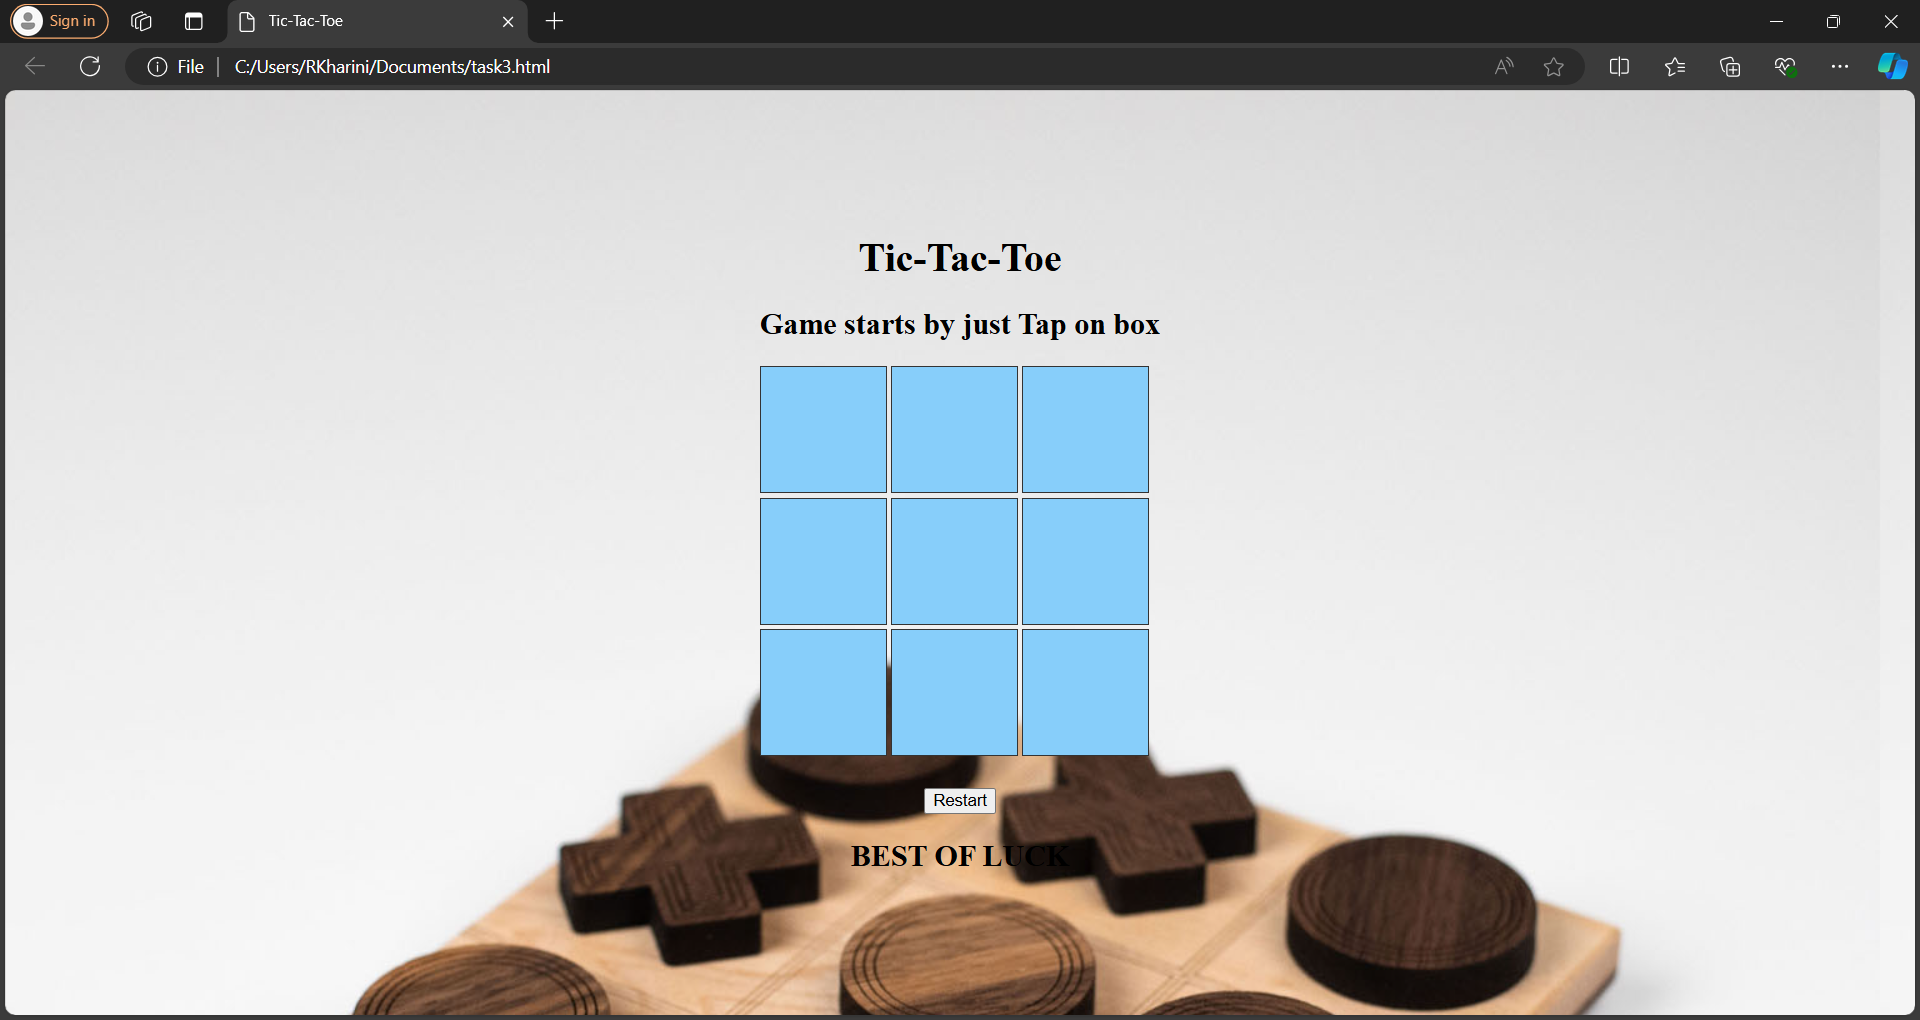 Sign in
Tic-Tac-Toe
File
C:/Users/RKharini/Documents/task3.html
Tic-Tac-Toe
Game starts by just Tap on box
Restart
BEST OF LUCK